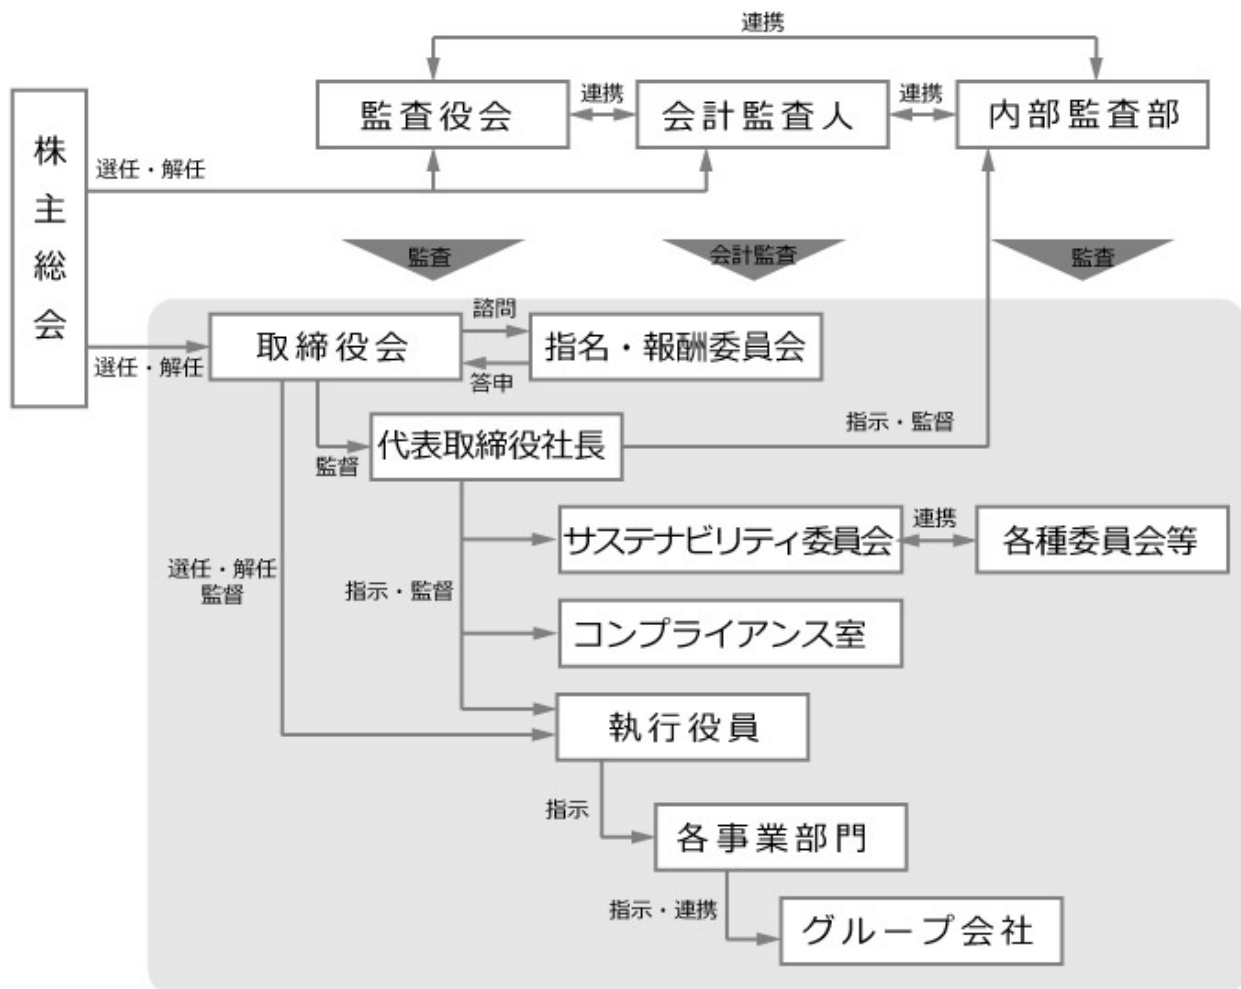 連携
監査役会
連携
会計監査人
連携
内部監査部
株主総会
選任・解任
監査
会計監査
監査
選任・解任
取締役会
諮問
答申
指名・報酬委員会
監督
代表取締役社長
指示・監督
選任・解任
監督
指示・監督
サステナビリティ委員会
連携
各種委員会等
コンプライアンス室
執行役員
指示
各事業部門
指示・連携
グループ会社